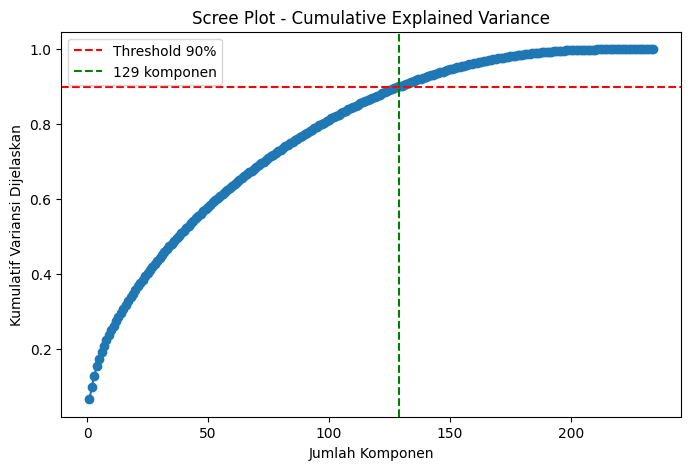 Scree Plot - Cumulative Explained Variance
Threshold 90%
129 komponen
Kumulatif Variansi Dijelaskan
1.0
0.8
0.6
0.4
0.2
0 50 100 150 200
Jumlah Komponen